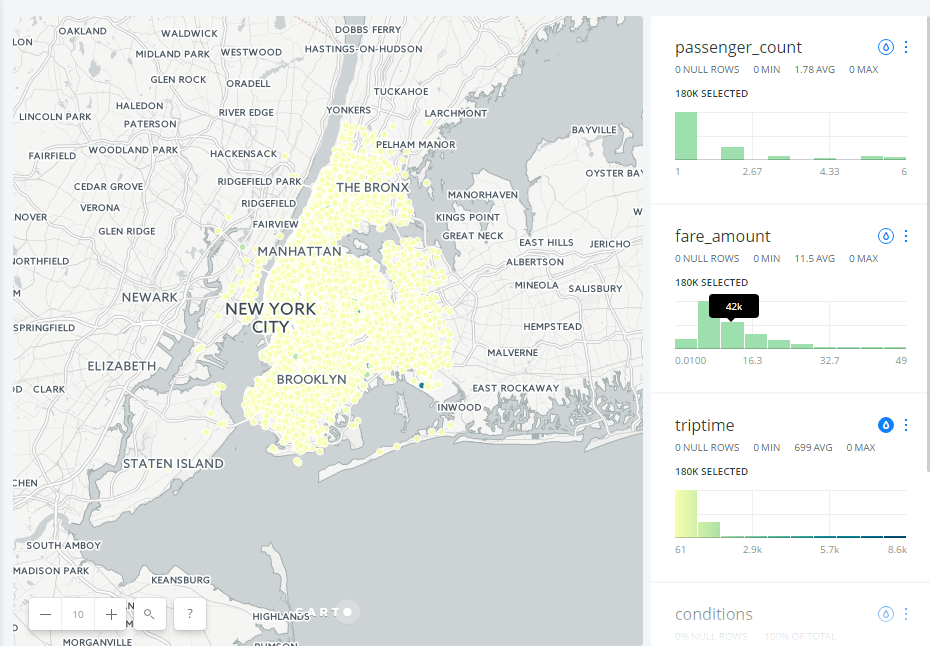 OAKLAND
WALDWICK
DOBBS FERRY
LON
MIDLAND PARK
WESTWOOD
HASTINGS-ON-HUDSON
GLEN ROCK
ORADELL
TUCKAHOE
HALEDON
RIVER EDGE
YONKERS
LARCHMONT
LINCOLN PARK
PATERSON
BAYVILLE
FAIRFIELD
WOODLAND PARK
HACKENSACK
PELHAM MANOR
OYSTER BAY
CEDAR GROVE
RIDGEFIELD PARK
THE BRONX
MANORHAVEN
VERONA
RIDGEFIELD
W
NOVER
GLEN RIDGE
FAIRVIEW
KINGS POINT
GREAT NECK
EAST HILLS
JERICHO
MANHATTAN
NORTHFIELD
ALBERTSON
M
NEWARK
MINEOLA
SALISBURY
NEW YORK
CITY
SPRINGFIELD
HEMPSTEAD
ELIZABETH
MALVERNE
BROOKLYN
OD
CLARK
EAST ROCKAWAY
INWOOD
STATEN ISLAND
CHEN
SOUTH AMBOY
MADISON PARK
KEANSBURG
HIGHLANDS
CARTO
10
?
N
MORGANVILLE
RUMSON
passenger_count
0 NULL ROWS 0 MIN 1.78 AVG 0 MAX
180K SELECTED
1 2.67 4.33 6
fare_amount
0 NULL ROWS 0 MIN 11.5 AVG 0 MAX
180K SELECTED
42k
0.0100 16.3 32.7 49
triptime
0 NULL ROWS 0 MIN 699 AVG 0 MAX
180K SELECTED
61 2.9k 5.7k 8.6k
conditions
0% NULL ROWS 100% OF TOTAL